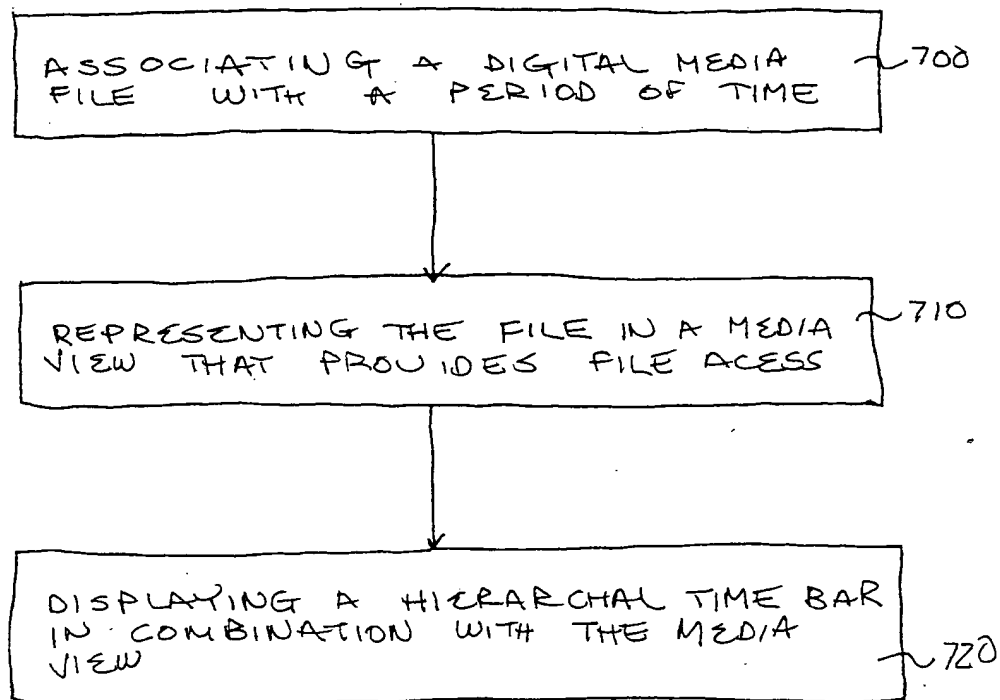 ASSOCIATING A DIGITAL MEDIA 700
FILE WITH A PERIOD OF TIME
REPRESENTING THE FILE IN A MEDIA 710
VIEW THAT PROVIDES FILE ACESS
DISPLAYING A HIERARCHAL TIME BAR
IN COMBINATION WITH THE MEDIA
VIEW 720